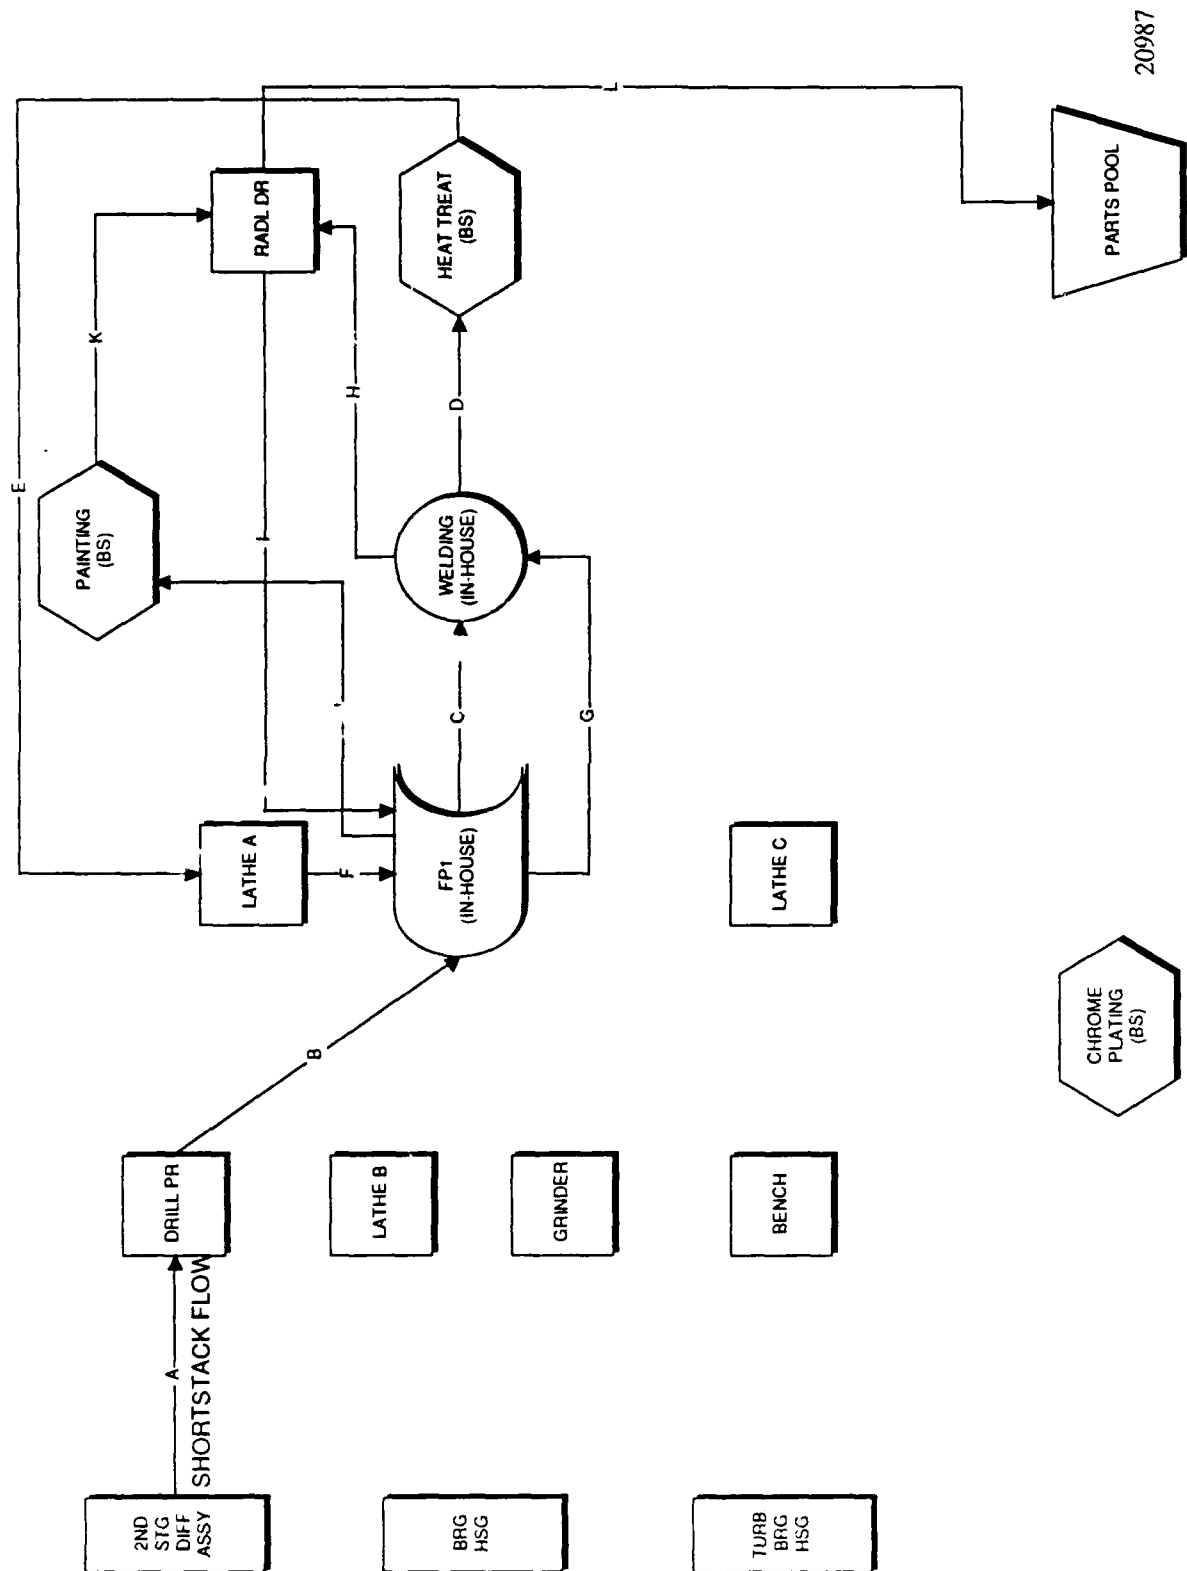 2ND
STG
DIFF
ASSY
BRG
HSG
TURB
BRG
HSG
A
SHORTSTACK FLOW
DRILL PR
LATHE B
GRINDER
BENCH
B
CHROME
PLATING
(BS)
LATHE A
F
FP1
(IN-HOUSE)
LATHE C
E
C
G
PAINTING
(BS)
WELDING
(IN-HOUSE)
K
H
D
RADL DR
HEAT TREAT
(BS)
L
PARTS POOL
20987